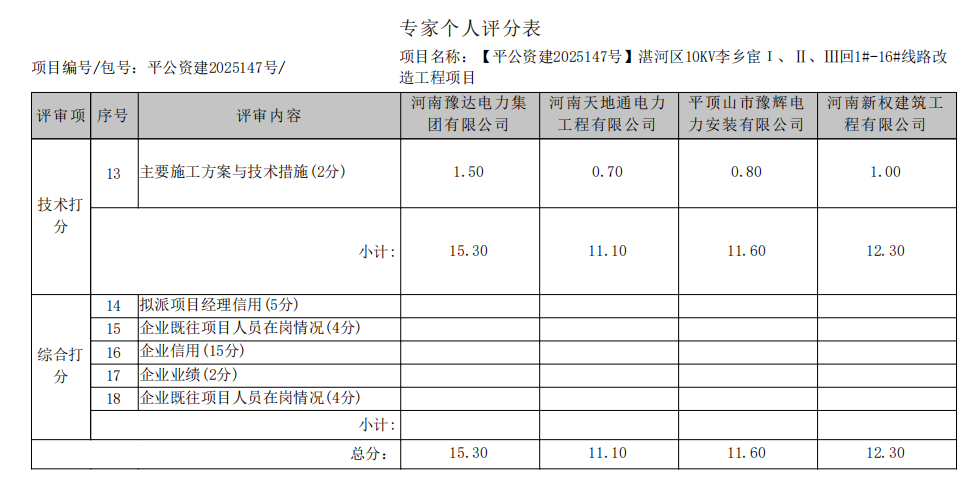 专家个人评分表
项目编号/包号: 平公资建2025147号/
项目名称: 【平公资建2025147号】湛河区10KV李乡宦Ⅰ、Ⅱ、Ⅲ回1#-16#线路改
造工程项目
评审项 序号 评审内容 河南豫达电力集 河南天地通电力 平顶山市豫辉电 河南新权建筑工
团有限公司 工程有限公司 力安装有限公司 程有限公司
13 主要施工方案与技术措施(2分) 1.50 0.70 0.80 1.00
技术打
分
小计: 15.30 11.10 11.60 12.30
14 拟派项目经理信用(5分)
15 企业既往项目人员在岗情况(4分)
综合打
分
16 企业信用(15分)
17 企业业绩(2分)
18 企业既往项目人员在岗情况(4分)
小计:
总分: 15.30 11.10 11.60 12.30